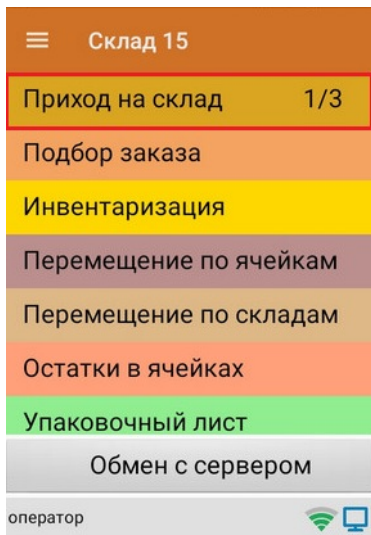 Склад 15
Приход на склад 1/3
Подбор заказа
Инвентаризация
Перемещение по ячейкам
Перемещение по складам
Остатки в ячейках
Упаковочный лист
Обмен с сервером
оператор